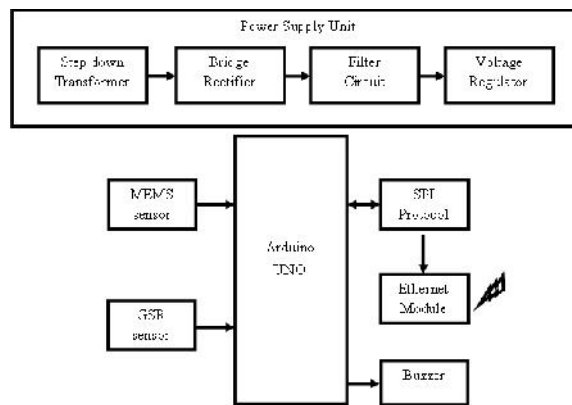 Power Supply Unit
Step down
Transformer
Bridge
Rectifier
Filter
Circuit
Voltage
Regulator
MEMS
sensor
SPI
Protocol
Arduino
UNO
Ethernet
Module
GSR
sensor
Buzzer